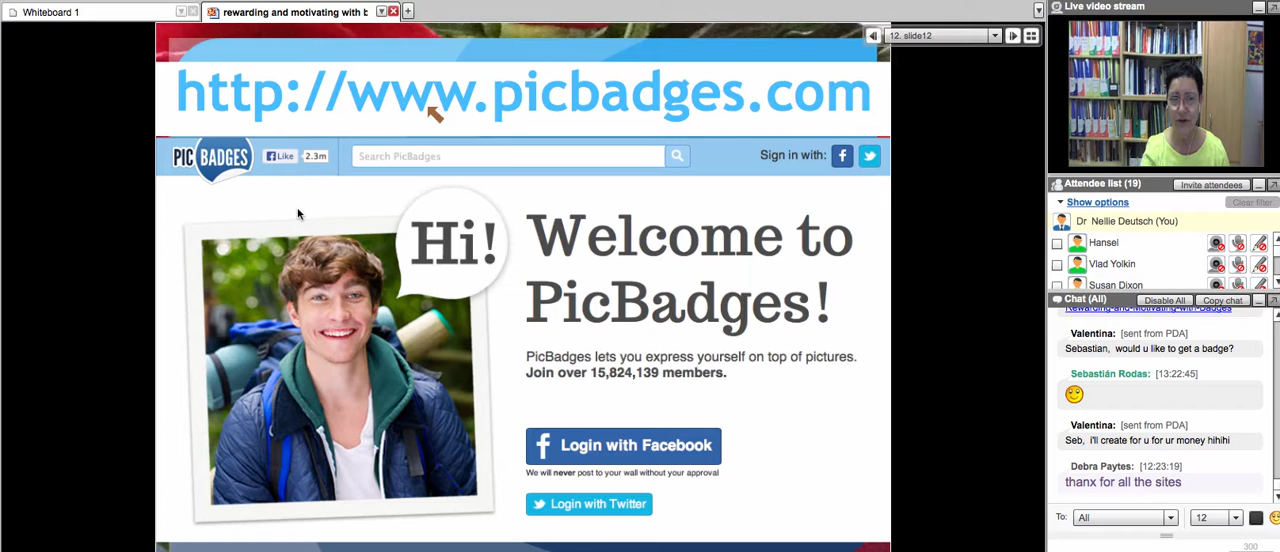 Whiteboard 1
rewarding and motivating with b
12. slide12
http://www.picbadges.com
PIC BADGES
Like
2.3m
Search PicBadges
Sign in with:
Hi!
Welcome to
PicBadges!
PicBadges lets you express yourself on top of pictures.
Join over 15,824,139 members.
Login with Facebook
We will never post to your wall without your approval
Login with Twitter
Live video stream
Attendee list (19)
Invite attendees
Show options
Clear filter
Dr Nellie Deutsch (You)
Hansel
Vlad Yolkin
Susan Dixon
Chat (All)
Disable All
Copy chat
Rewarding-and-Motivating-with-Badges
Valentina: [sent from PDA]
Sebastian, would u like to get a badge?
Sebastián Rodas: [13:22:45]
Valentina: [sent from PDA]
Seb, i'll create for u for ur money hihihi
Debra Paytes: [12:23:19]
thanx for all the sites
To:
All
12
300